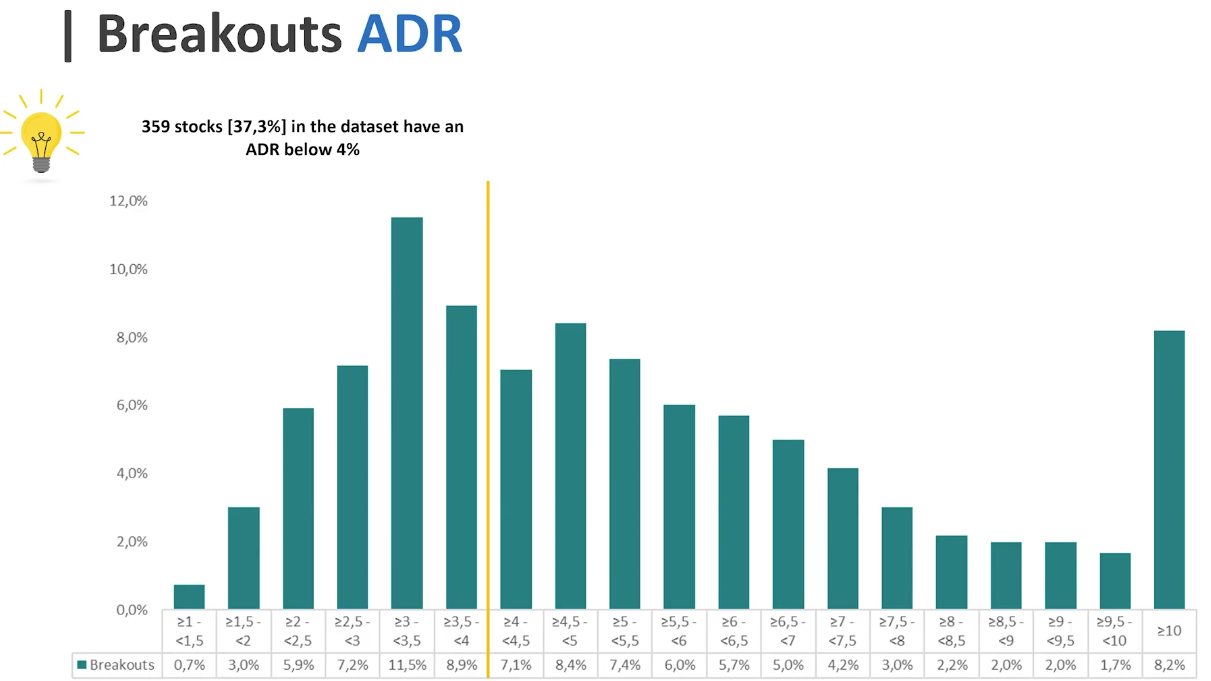 | Breakouts ADR
359 stocks [37,3%] in the dataset have an
ADR below 4%
12,0%
10,0%
8,0%
6,0%
4,0%
2,0%
0,0%
≥1 - <1,5
≥1,5 - <2
≥2 - <2,5
≥2,5 - <3
≥3 - <3,5
≥3,5 - <4
≥4 - <4,5
≥4,5 - <5
≥5 - <5,5
≥5,5 - <6
≥6 - <6,5
≥6,5 - <7
≥7 - <7,5
≥7,5 - <8
≥8 - <8,5
≥8,5 - <9
≥9 - <9,5
≥9,5 - <10
≥10
Breakouts 0,7% 3,0% 5,9% 7,2% 11,5% 8,9% 7,1% 8,4% 7,4% 6,0% 5,7% 5,0% 4,2% 3,0% 2,2% 2,0% 2,0% 1,7% 8,2%